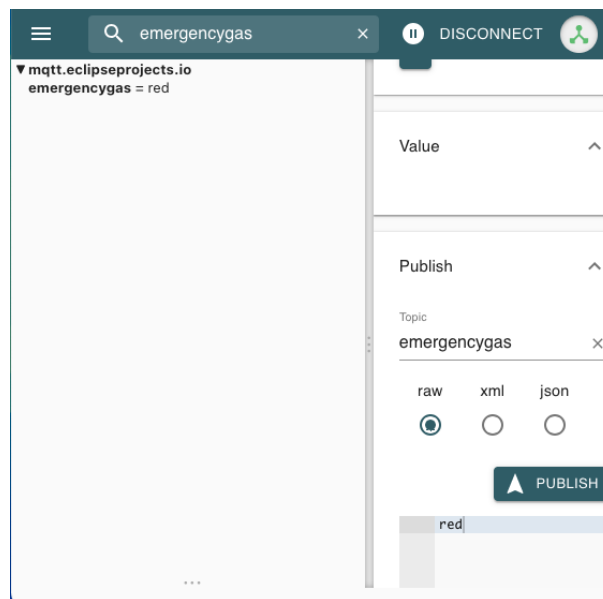 emergencygas
DISCONNECT
▼ mqtt.eclipseprojects.io
emergencygas = red
Value
Publish
Topic
emergencygas
raw xml json
PUBLISH
red